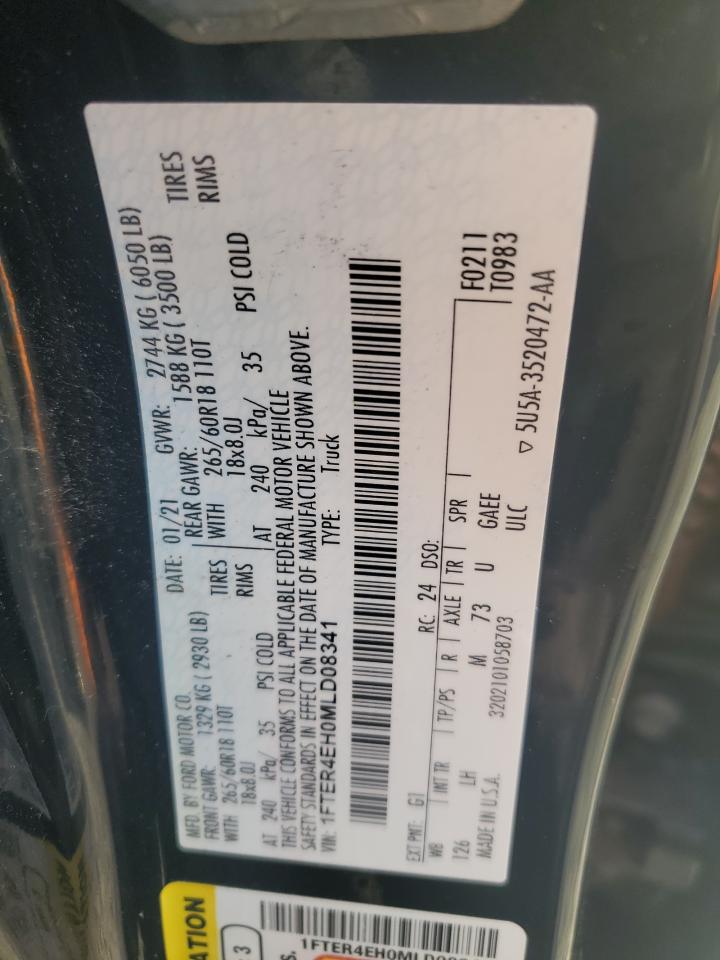 MFD. BY FORD MOTOR CO.
DATE: 01/21 GVWR: 2744 KG ( 6050 LB)
FRONT GAWR: 1329 KG ( 2930 LB)
REAR GAWR: 1588 KG ( 3500 LB)
WITH 265/60R18 110T TIRES
WITH 265/60R18 110T TIRES
18x8.0J RIMS
18x8.0J RIMS
AT 240 kPa/ 35 PSI COLD
AT 240 kPa/ 35 PSI COLD
THIS VEHICLE CONFORMS TO ALL APPLICABLE FEDERAL MOTOR VEHICLE
SAFETY STANDARDS IN EFFECT ON THE DATE OF MANUFACTURE SHOWN ABOVE.
VIN: 1FTER4EH0MLD08341 TYPE: Truck
EXT PNT: G1 RC: 24 DSO: F0211
WB INT TR TP/PS R AXLE TR SPR T0983
126 LH M 73 U GAEE
ULC
MADE IN U.S.A. 3202101058703
▽ 5U5A-3520472-AA
ATION
3
S.
1FTER4EH0MLD08